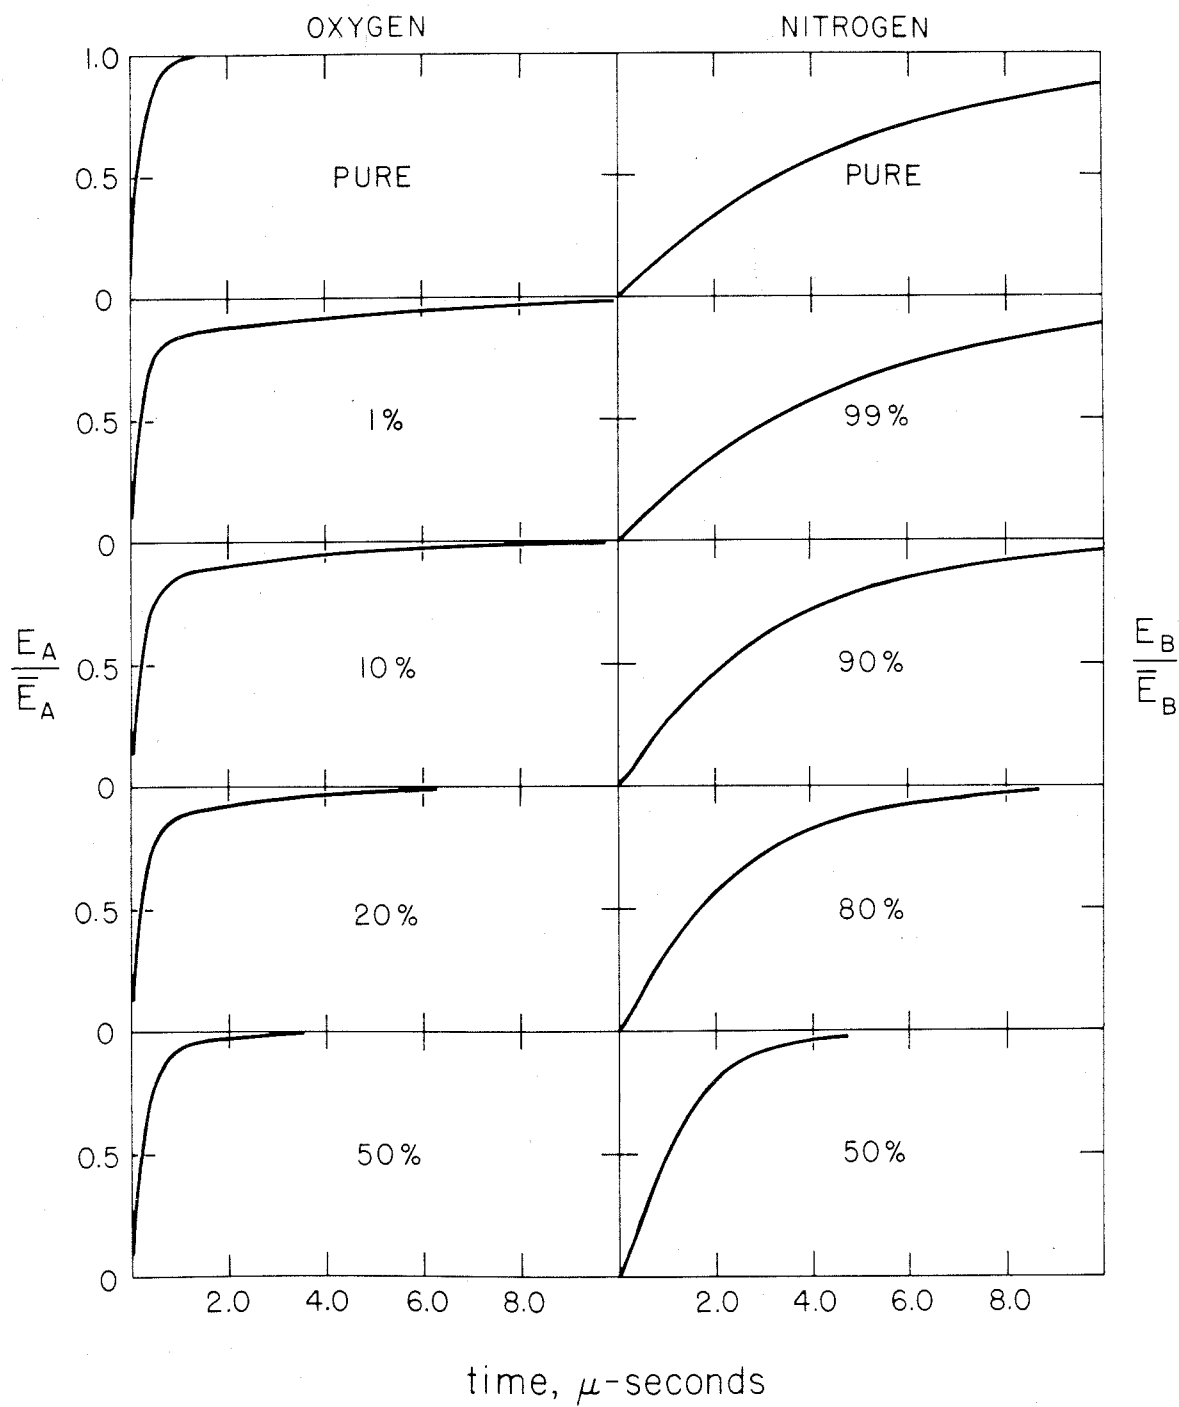 OXYGEN NITROGEN
1.0
0.5 PURE PURE
0
0.5 1% 99%
0
E_A / Ē_A 0.5 10% 90% E_B / Ē_B
0
0.5 20% 80%
0
0.5 50% 50%
0
2.0 4.0 6.0 8.0 2.0 4.0 6.0 8.0
time, μ-seconds